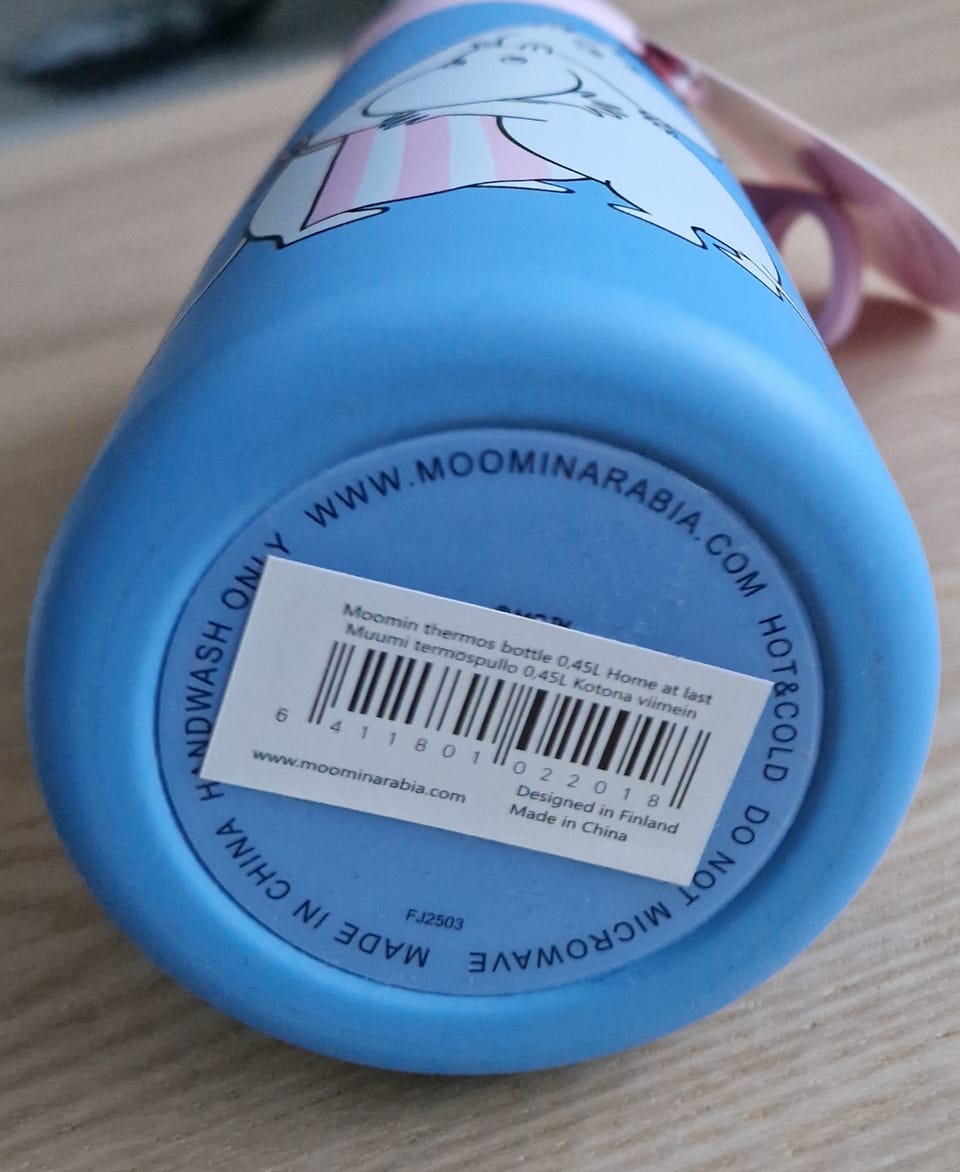 WWW.MOOMINARABIA.COM HOT&COLD DO NOT MICROWAVE MADE IN CHINA HANDWASH ONLY
Moomin thermos bottle 0,45L Home at last
Muumi termospullo 0,45L Kotona viimein
6 411801 022018
www.moominarabia.com
Designed in Finland
Made in China
FJ2503